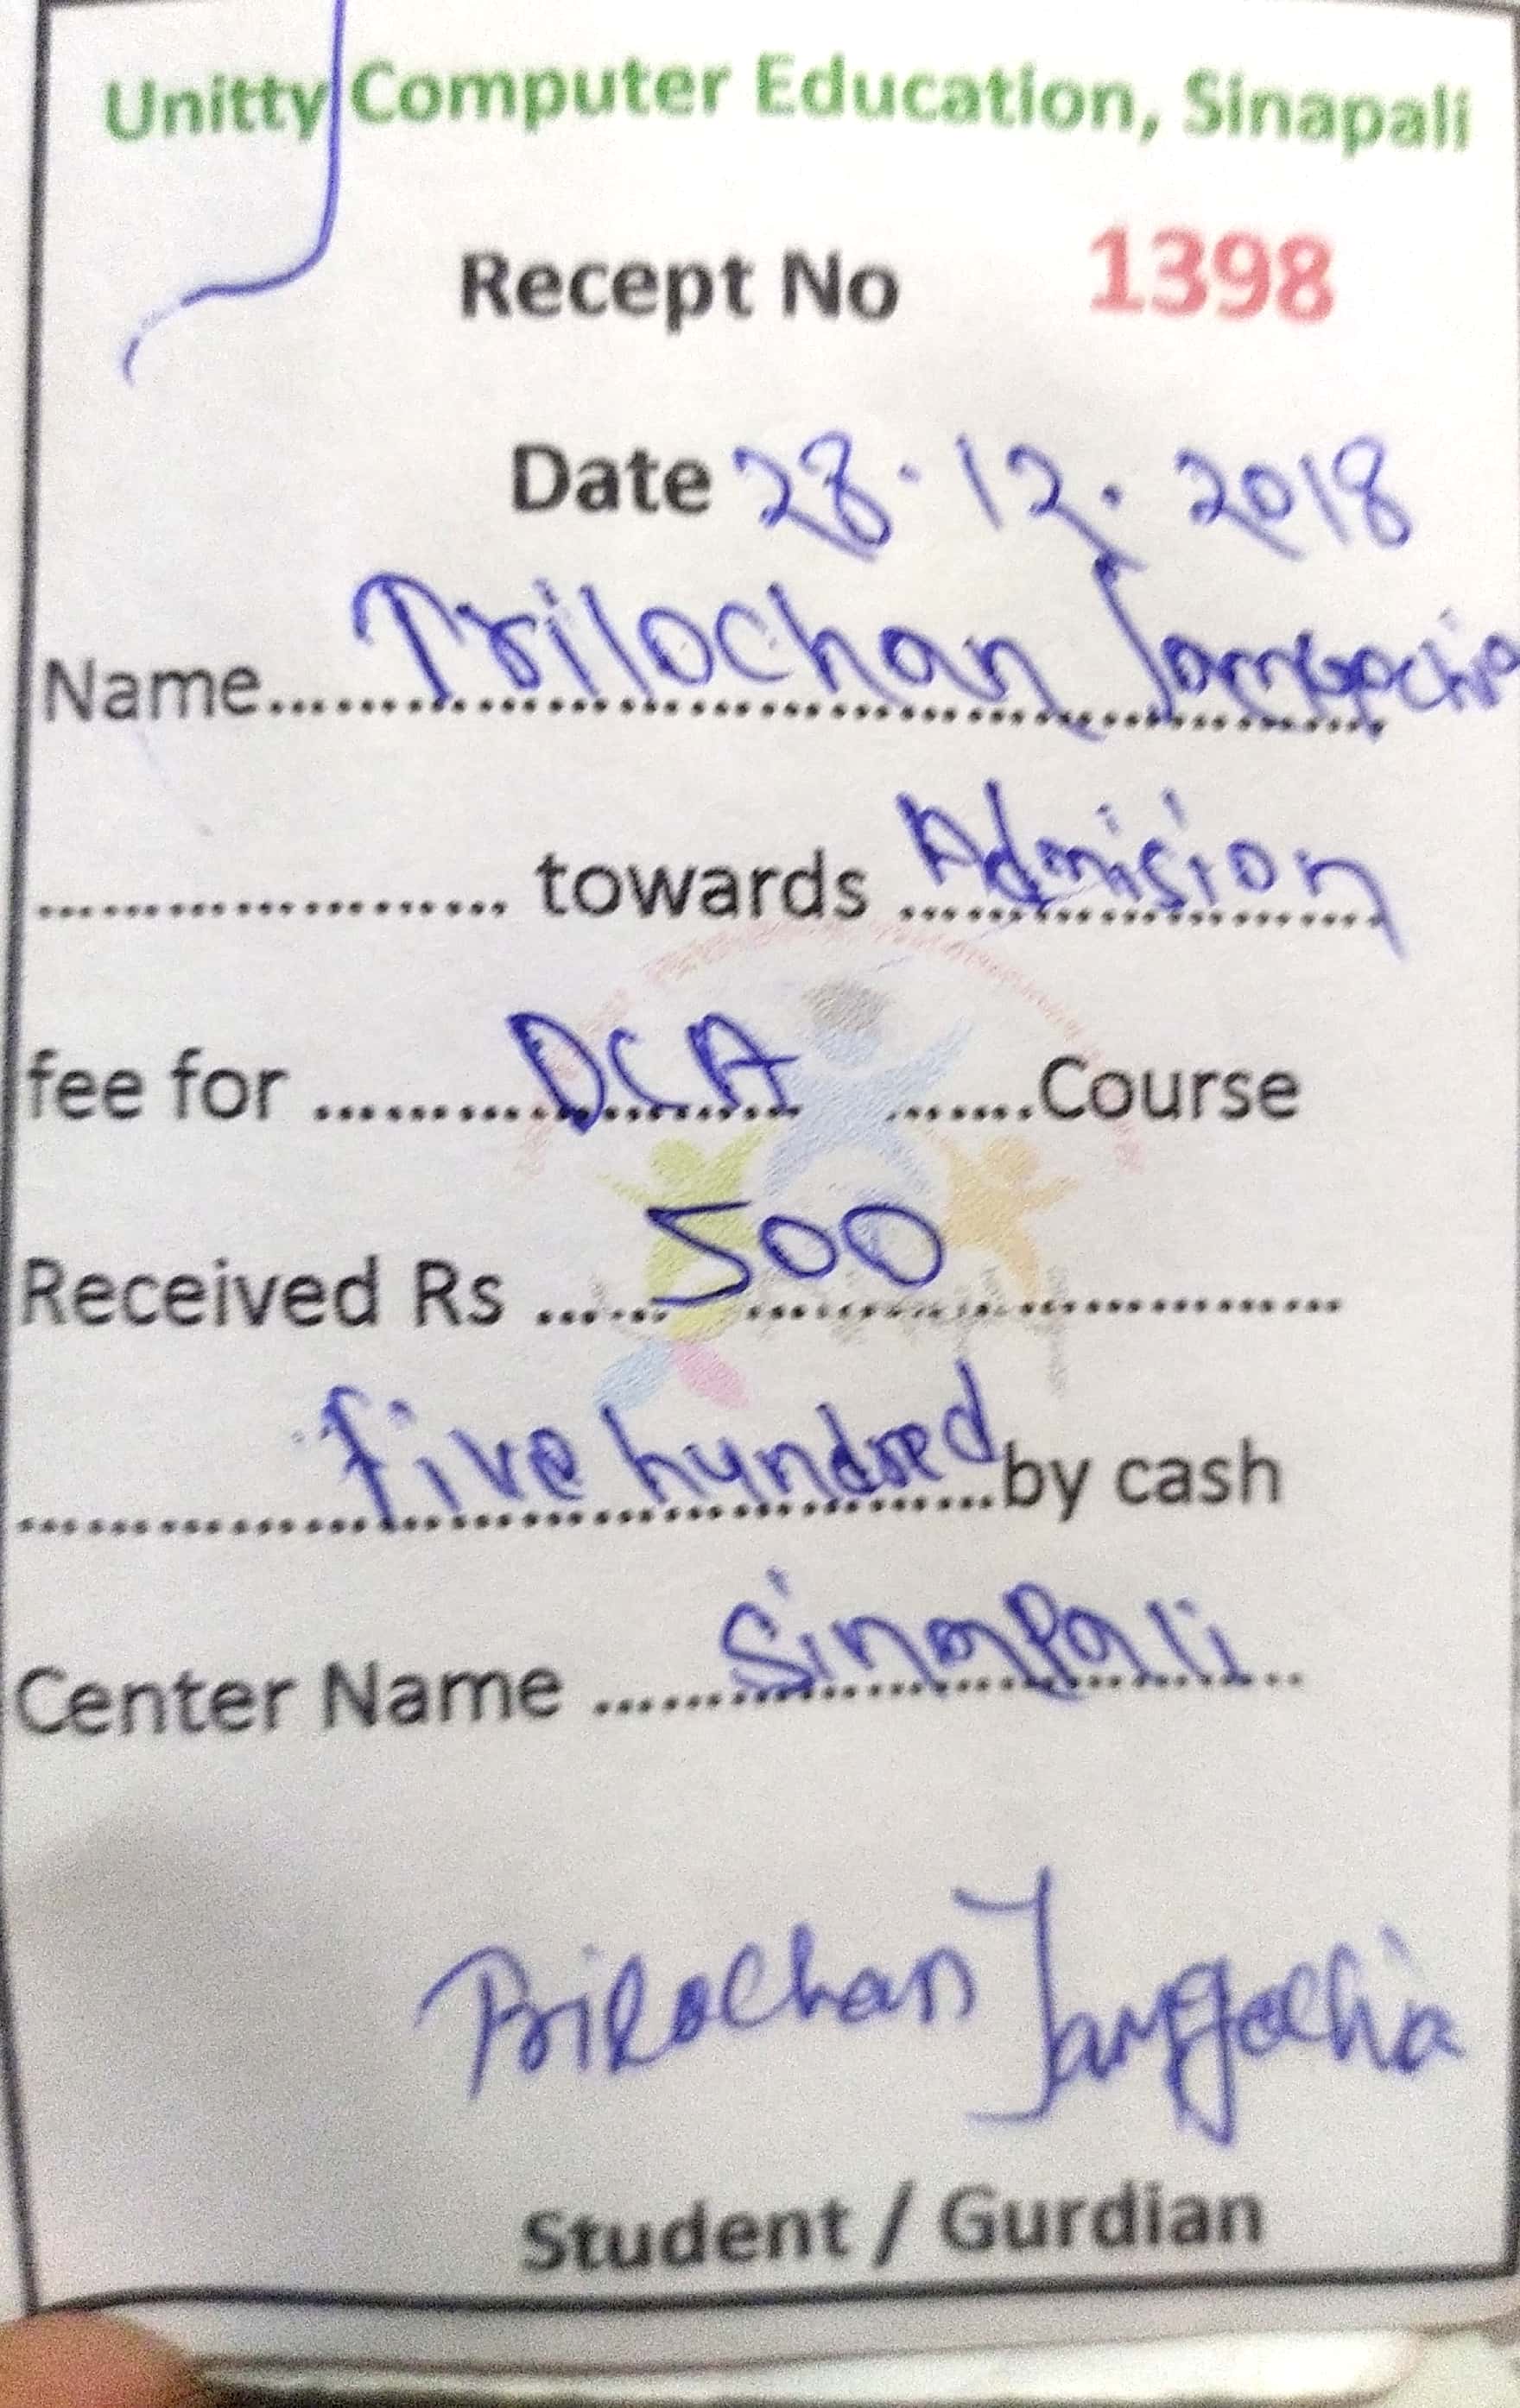 Unitty Computer Education, Sinapali
Recept No 1398
Date 28.12.2018
Name....................Trilochan
.................... towards Admision
fee for ..........DCA.......Course
Received Rs ......500....................
....................five hundred by cash
Center Name ..........Sinapali..
Trilochan
Student / Gurdian